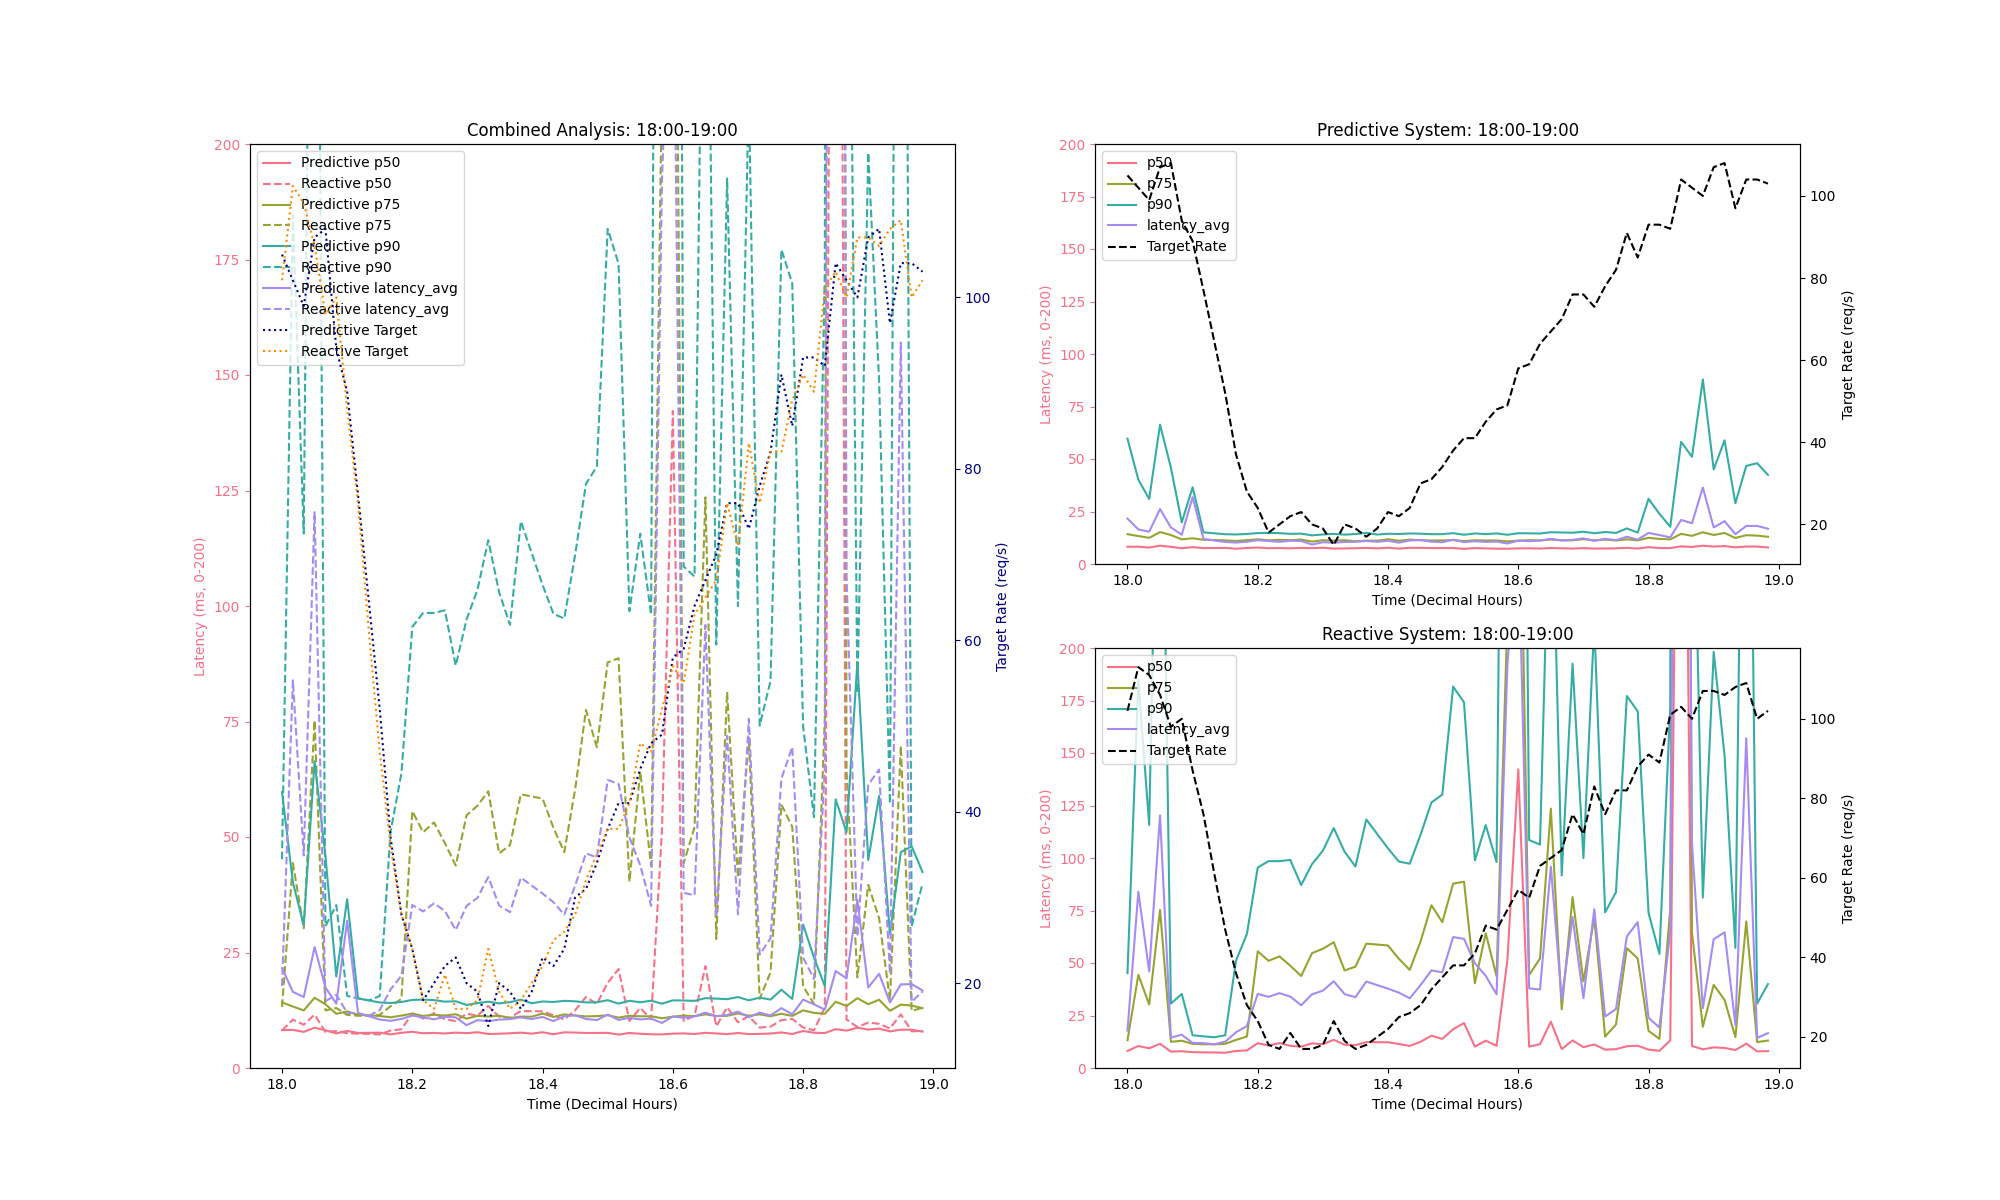 Combined Analysis: 18:00-19:00
Latency (ms, 0-200)
200
175
150
125
100
75
50
25
0
Predictive p50
Reactive p50
Predictive p75
Reactive p75
Predictive p90
Reactive p90
Predictive latency_avg
Reactive latency_avg
Predictive Target
Reactive Target
100
80
60
40
20
Target Rate (req/s)
18.0 18.2 18.4 18.6 18.8 19.0
Time (Decimal Hours)
Predictive System: 18:00-19:00
Latency (ms, 0-200)
200
175
150
125
100
75
50
25
0
p50
p75
p90
latency_avg
Target Rate
100
80
60
40
20
Target Rate (req/s)
18.0 18.2 18.4 18.6 18.8 19.0
Time (Decimal Hours)
Reactive System: 18:00-19:00
Latency (ms, 0-200)
200
175
150
125
100
75
50
25
0
p50
p75
p90
latency_avg
Target Rate
100
80
60
40
20
Target Rate (req/s)
18.0 18.2 18.4 18.6 18.8 19.0
Time (Decimal Hours)